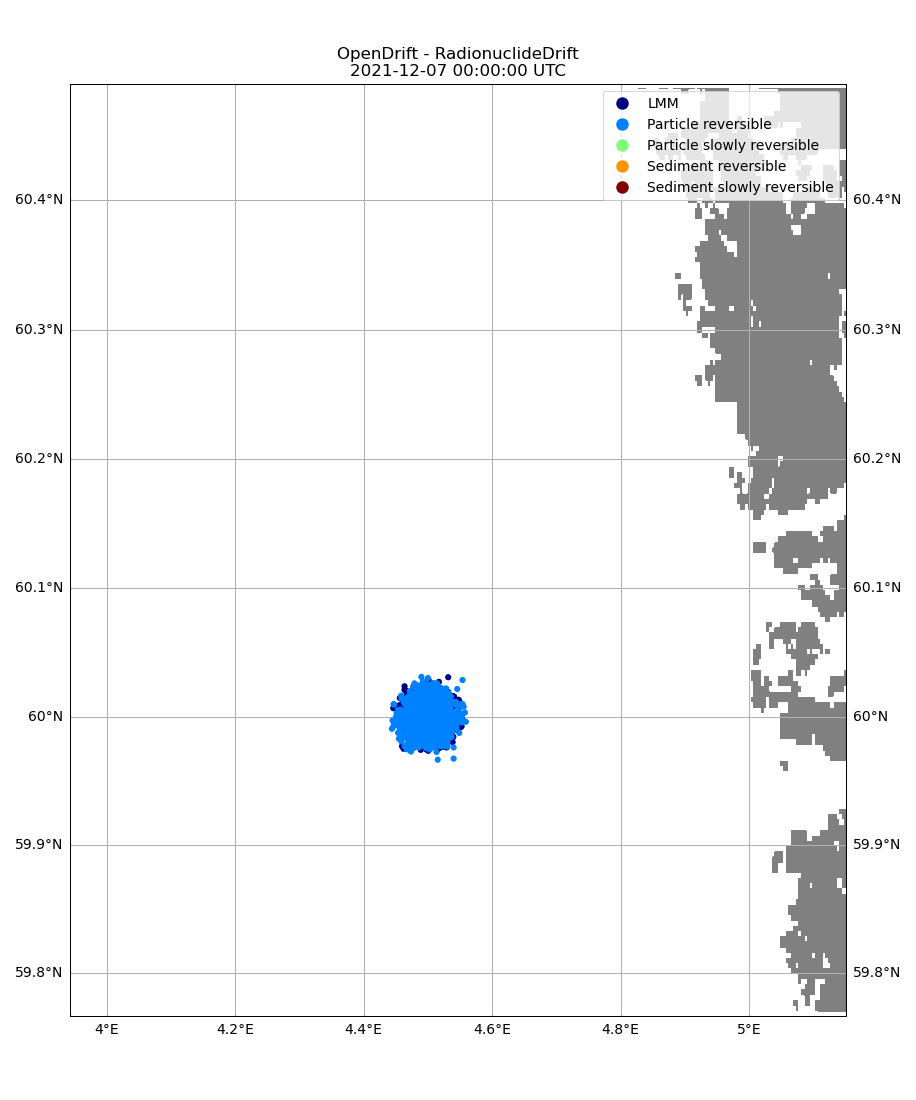 OpenDrift - RadionuclideDrift
2021-12-07 00:00:00 UTC
LMM
Particle reversible
Particle slowly reversible
Sediment reversible
Sediment slowly reversible
60.4°N 60.4°N
60.3°N 60.3°N
60.2°N 60.2°N
60.1°N 60.1°N
60°N 60°N
59.9°N 59.9°N
59.8°N 59.8°N
4°E 4.2°E 4.4°E 4.6°E 4.8°E 5°E